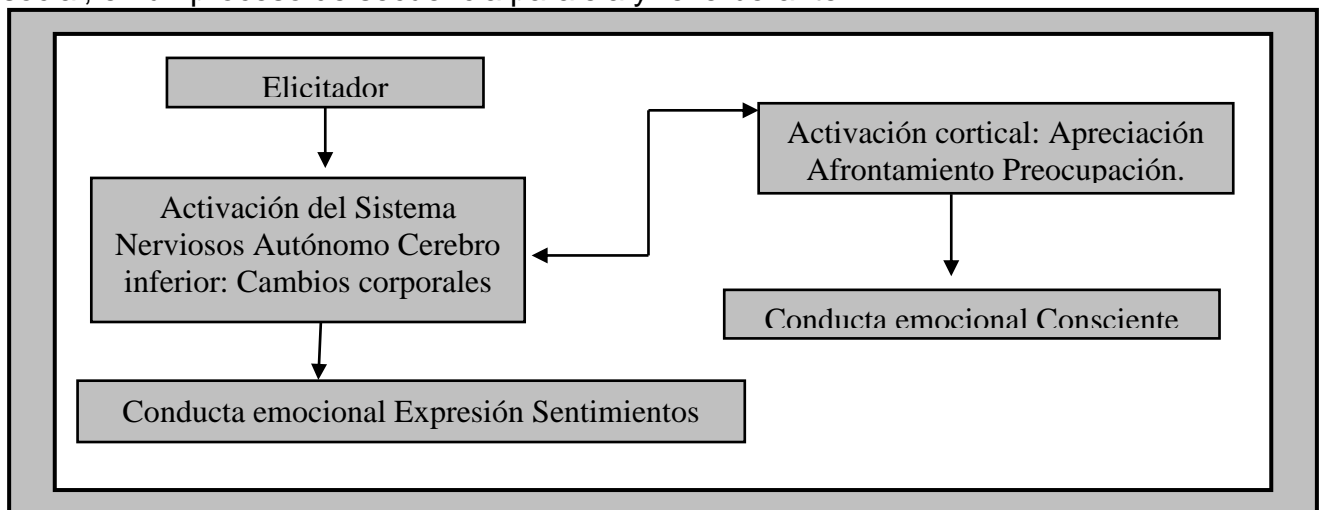 Elicitador
Activación cortical: Apreciación
Afrontamiento Preocupación.
Activación del Sistema
Nerviosos Autónomo Cerebro
inferior: Cambios corporales
Conducta emocional Consciente
Conducta emocional Expresión Sentimientos